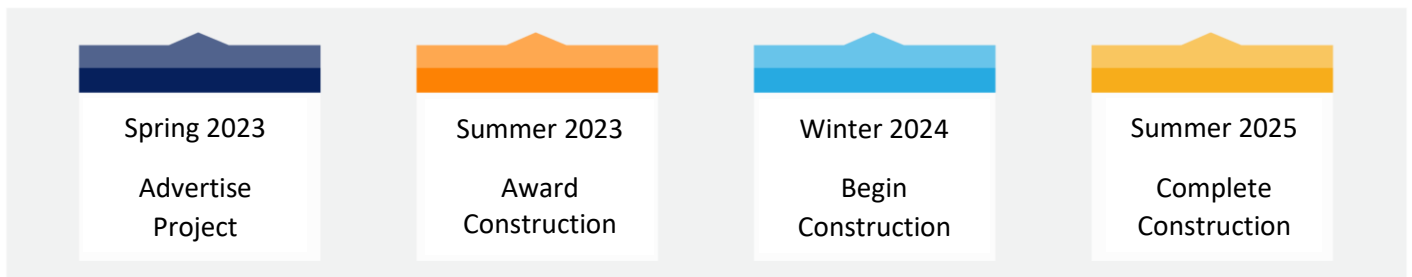 Spring 2023
Advertise
Project
Summer 2023
Award
Construction
Winter 2024
Begin
Construction
Summer 2025
Complete
Construction